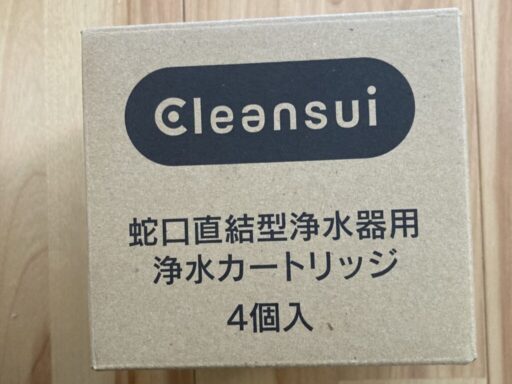 Cleansui
蛇口直結型浄水器用
浄水カートリッジ
4個入